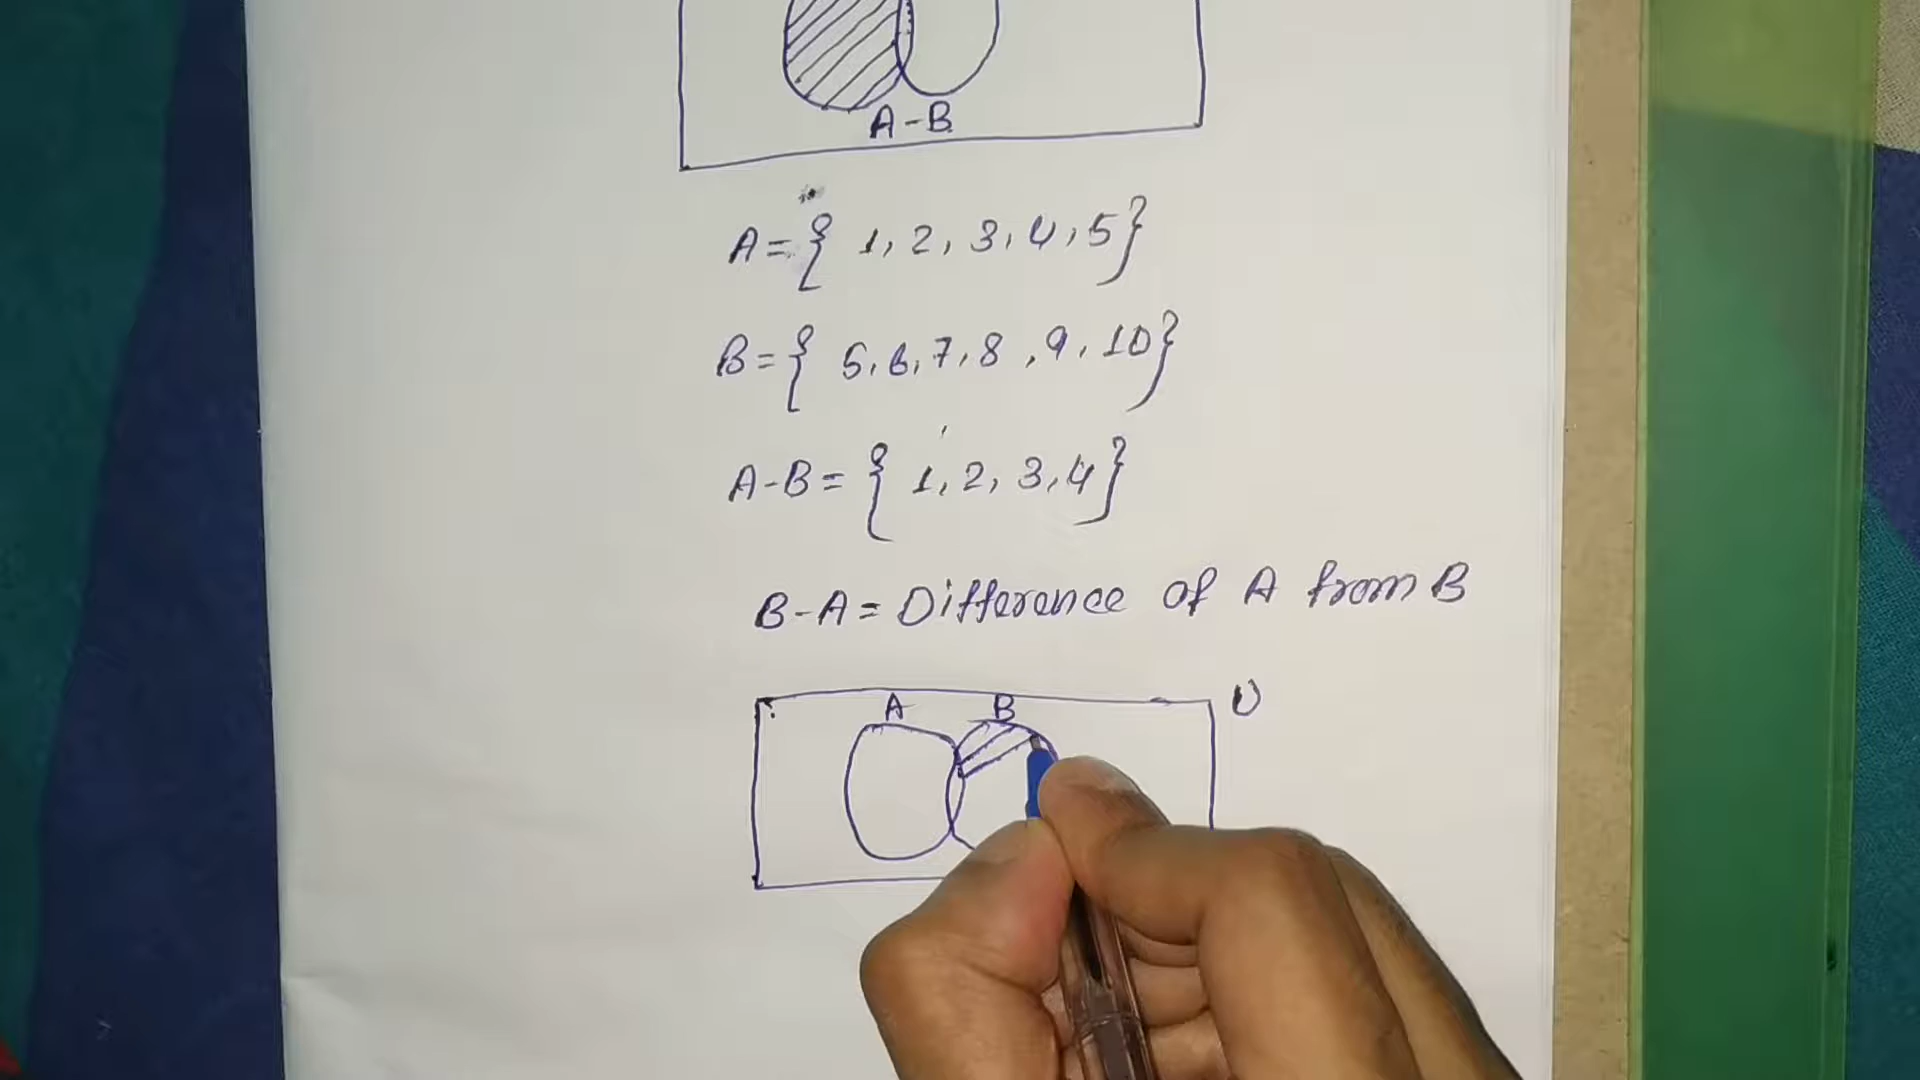 A-B
A={ 1, 2, 3, 4, 5}
B={ 5, 6, 7, 8, 9, 10}
A-B= { 1, 2, 3, 4}
B-A= Difference of A from B
A B U